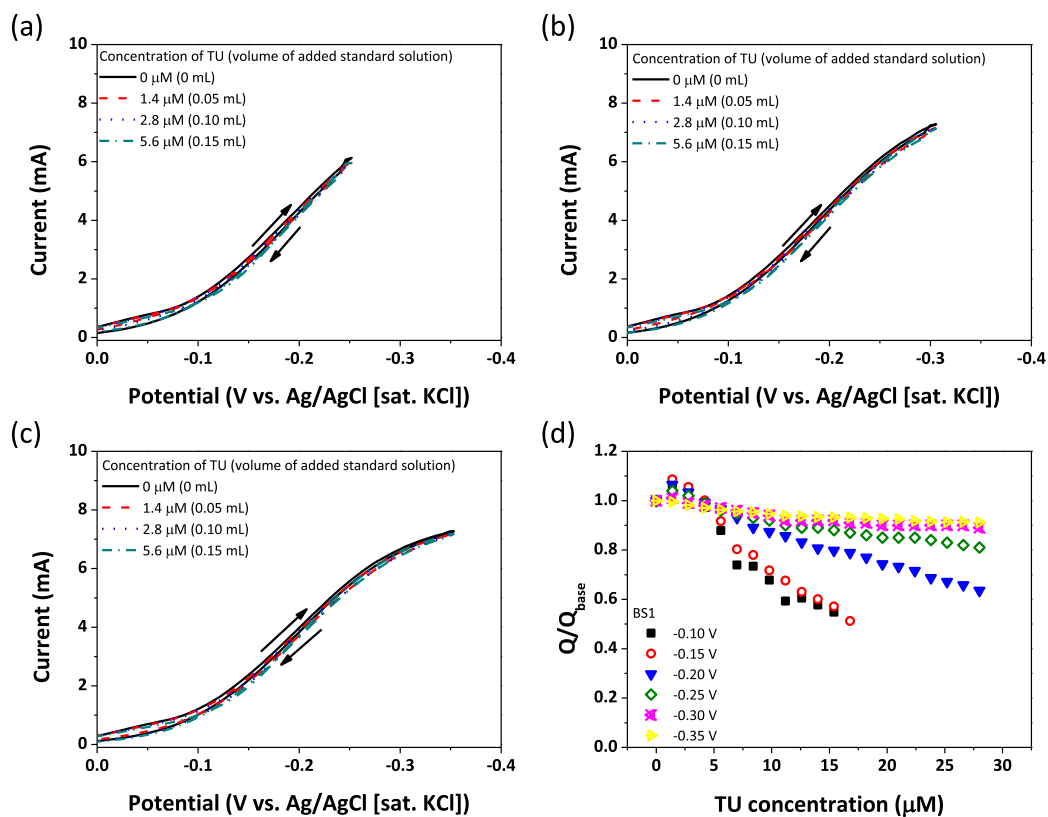 (a)
10
8
6
4
2
0
Current (mA)
Concentration of TU (volume of added standard solution)
0 μM (0 mL)
1.4 μM (0.05 mL)
2.8 μM (0.10 mL)
5.6 μM (0.15 mL)
0.0 -0.1 -0.2 -0.3 -0.4
Potential (V vs. Ag/AgCl [sat. KCl])
(b)
10
8
6
4
2
0
Current (mA)
Concentration of TU (volume of added standard solution)
0 μM (0 mL)
1.4 μM (0.05 mL)
2.8 μM (0.10 mL)
5.6 μM (0.15 mL)
0.0 -0.1 -0.2 -0.3 -0.4
Potential (V vs. Ag/AgCl [sat. KCl])
(c)
10
8
6
4
2
0
Current (mA)
Concentration of TU (volume of added standard solution)
0 μM (0 mL)
1.4 μM (0.05 mL)
2.8 μM (0.10 mL)
5.6 μM (0.15 mL)
0.0 -0.1 -0.2 -0.3 -0.4
Potential (V vs. Ag/AgCl [sat. KCl])
(d)
1.2
1.0
0.8
0.6
0.4
0.2
0.0
Q/Qbase
BS1
-0.10 V
-0.15 V
-0.20 V
-0.25 V
-0.30 V
-0.35 V
0 5 10 15 20 25 30
TU concentration (μM)